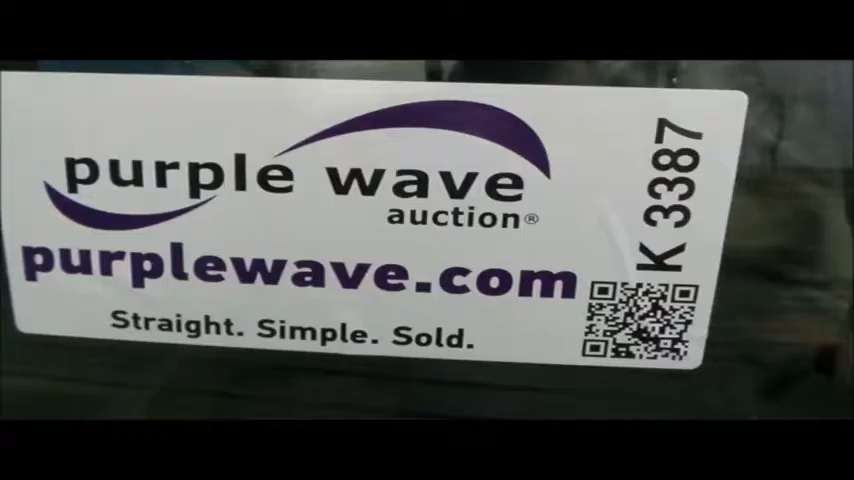 purple wave
auction®
purplewave.com
Straight. Simple. Sold.
K 3387